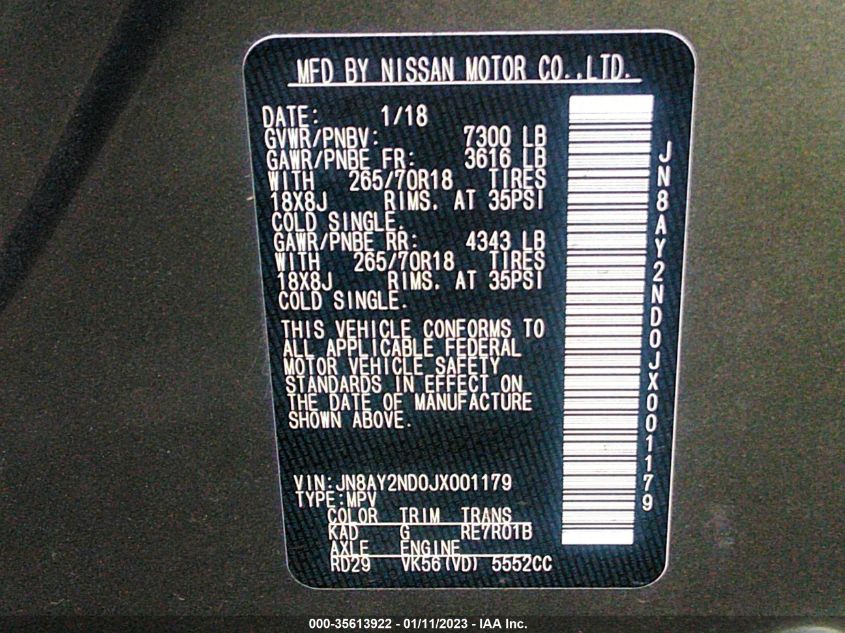 MFD BY NISSAN MOTOR CO.,LTD.
DATE: 1/18
GVWR/PNBV: 7300 LB
GAWR/PNBE FR: 3616 LB
WITH 265/70R18 TIRES
18X8J RIMS. AT 35PSI
COLD SINGLE.
GAWR/PNBE RR: 4343 LB
WITH 265/70R18 TIRES
18X8J RIMS. AT 35PSI
COLD SINGLE.
THIS VEHICLE CONFORMS TO
ALL APPLICABLE FEDERAL
MOTOR VEHICLE SAFETY
STANDARDS IN EFFECT ON
THE DATE OF MANUFACTURE
SHOWN ABOVE.
VIN:JN8AY2ND0JX001179
TYPE:MPV
COLOR TRIM TRANS
KAD G RE7R01B
AXLE ENGINE
RD29 VK56(VD) 5552CC
JN8AY2ND0JX001179
000-35613922 - 01/11/2023 - IAA Inc.